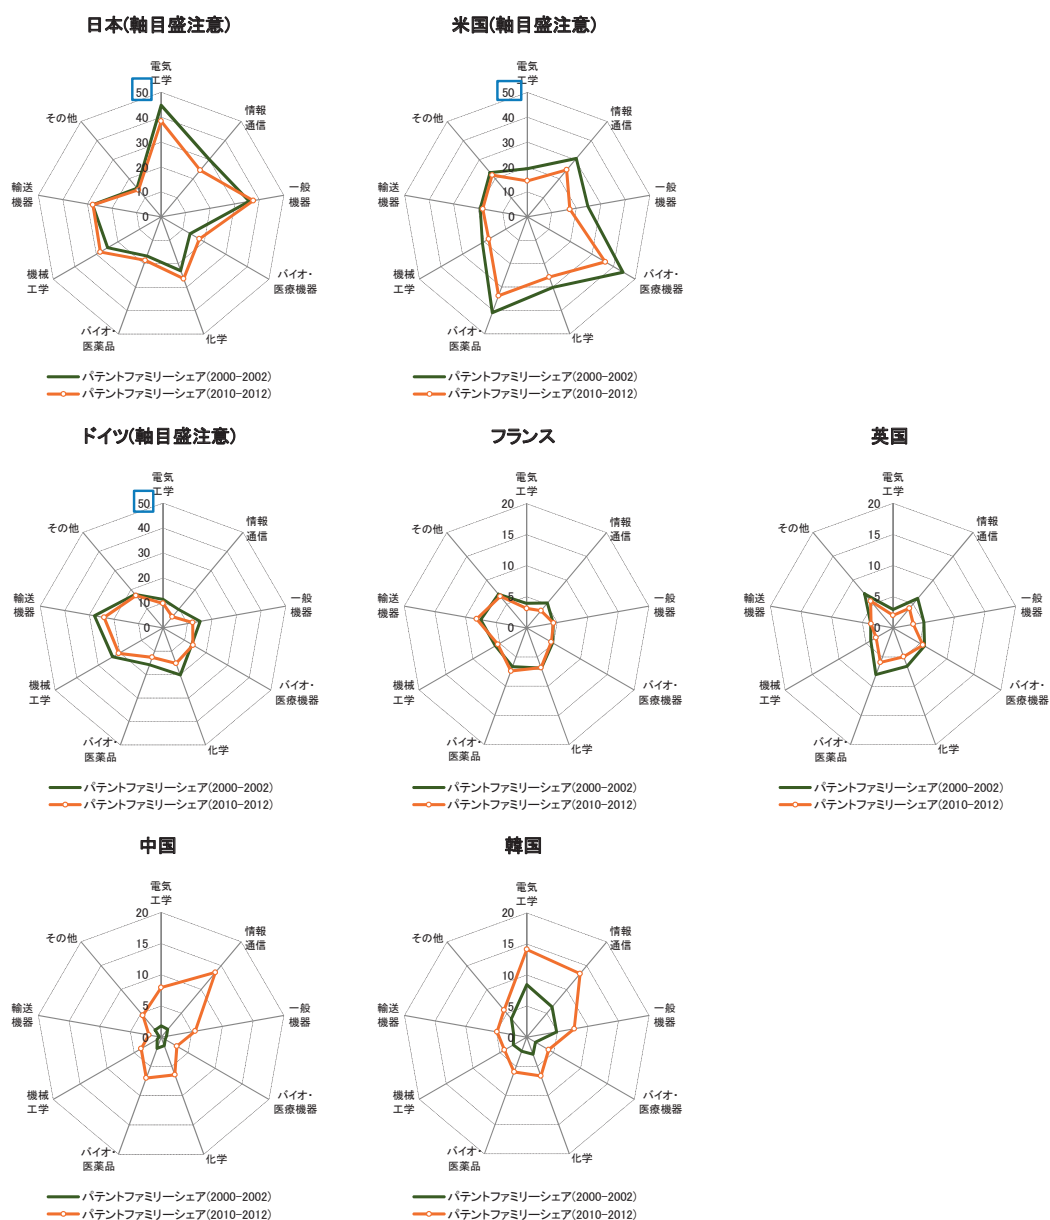 日本(軸目盛注意)
電気
工学
情報
通信
一般
機器
バイオ・
医療機器
化学
バイオ・
医薬品
機械
工学
輸送
機器
その他
50
40
30
20
10
0
パテントファミリーシェア(2000-2002)
パテントファミリーシェア(2010-2012)
米国(軸目盛注意)
電気
工学
情報
通信
一般
機器
バイオ・
医療機器
化学
バイオ・
医薬品
機械
工学
輸送
機器
その他
50
40
30
20
10
0
パテントファミリーシェア(2000-2002)
パテントファミリーシェア(2010-2012)
ドイツ(軸目盛注意)
電気
工学
情報
通信
一般
機器
バイオ・
医療機器
化学
バイオ・
医薬品
機械
工学
輸送
機器
その他
50
40
30
20
10
0
パテントファミリーシェア(2000-2002)
パテントファミリーシェア(2010-2012)
フランス
電気
工学
情報
通信
一般
機器
バイオ・
医療機器
化学
バイオ・
医薬品
機械
工学
輸送
機器
その他
20
15
10
5
0
パテントファミリーシェア(2000-2002)
パテントファミリーシェア(2010-2012)
英国
電気
工学
情報
通信
一般
機器
バイオ・
医療機器
化学
バイオ・
医薬品
機械
工学
輸送
機器
その他
20
15
10
5
0
パテントファミリーシェア(2000-2002)
パテントファミリーシェア(2010-2012)
中国
電気
工学
情報
通信
一般
機器
バイオ・
医療機器
化学
バイオ・
医薬品
機械
工学
輸送
機器
その他
20
15
10
5
0
パテントファミリーシェア(2000-2002)
パテントファミリーシェア(2010-2012)
韓国
電気
工学
情報
通信
一般
機器
バイオ・
医療機器
化学
バイオ・
医薬品
機械
工学
輸送
機器
その他
20
15
10
5
0
パテントファミリーシェア(2000-2002)
パテントファミリーシェア(2010-2012)